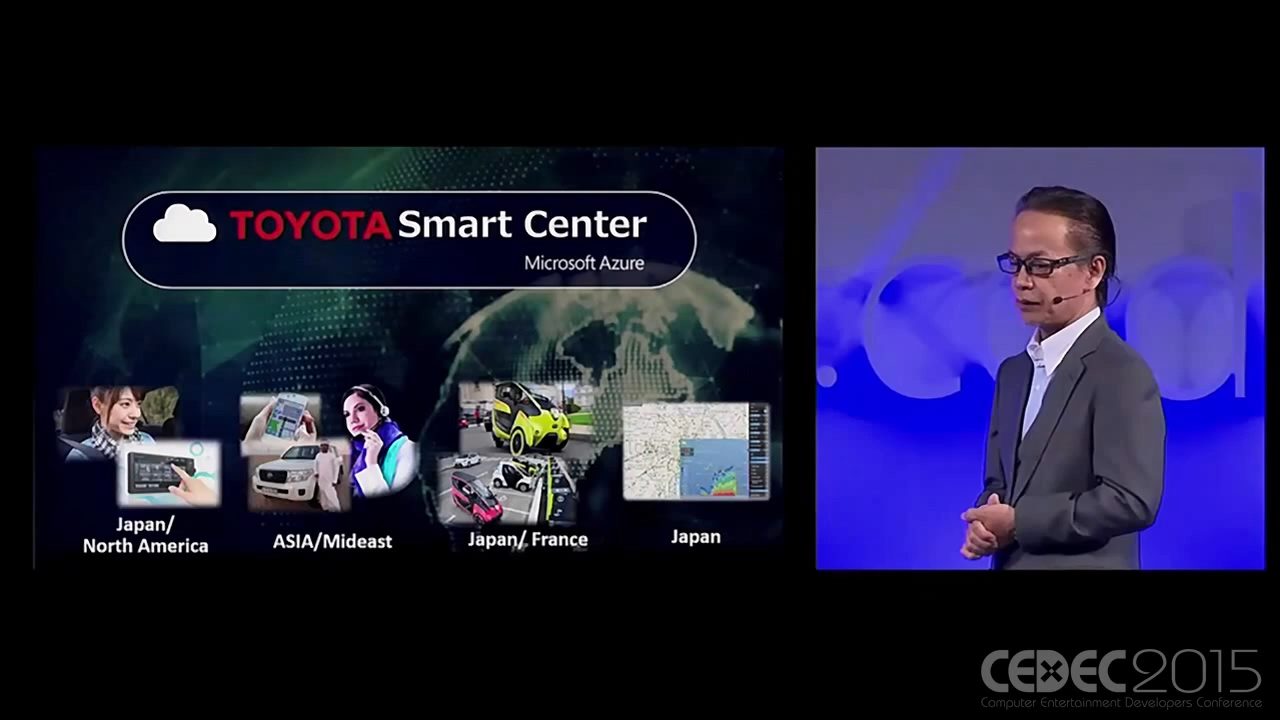 TOYOTA Smart Center
Microsoft Azure
Japan/
North America
ASIA/Mideast
Japan/ France
Japan
CEDEC2015
Computer Entertainment Developers Conference